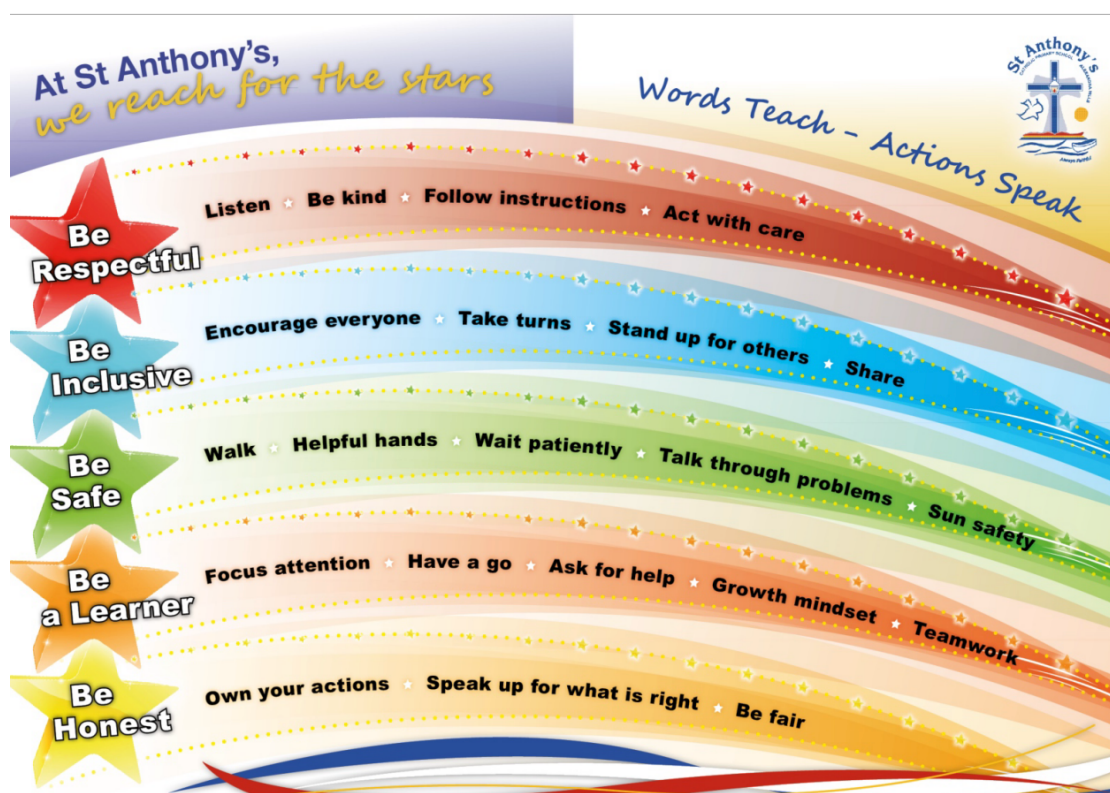 At St Anthony's,
we reach for the stars
Words Teach - Actions Speak
St Anthony's
Be
Respectful
Listen Be kind Follow instructions Act with care
Be
Inclusive
Encourage everyone Take turns Stand up for others Share
Be
Safe
Walk Helpful hands Wait patiently Talk through problems Sun safety
Be
a Learner
Focus attention Have a go Ask for help Growth mindset Teamwork
Be
Honest
Own your actions Speak up for what is right Be fair